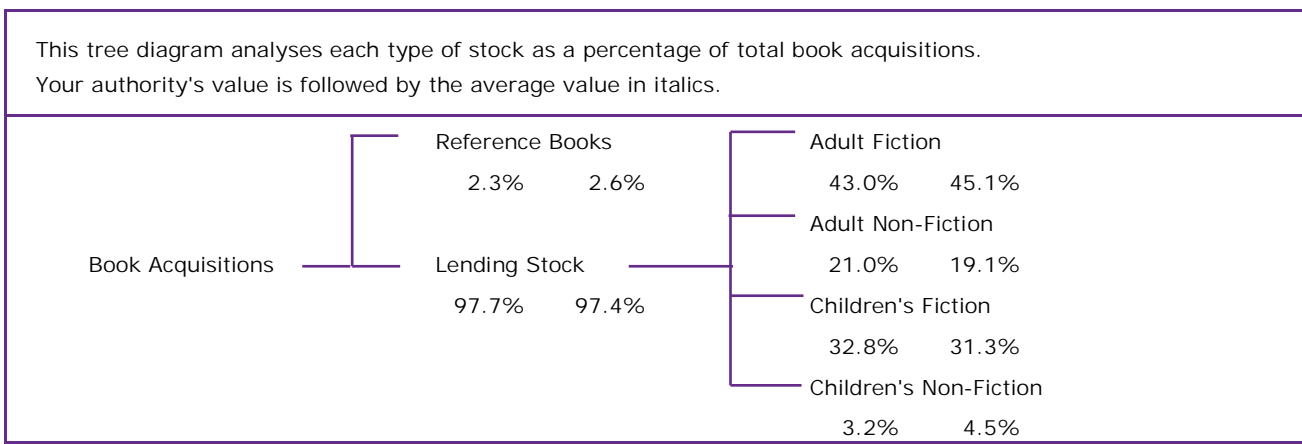 This tree diagram analyses each type of stock as a percentage of total book acquisitions.
Your authority's value is followed by the average value in italics.
Reference Books
2.3% 2.6%
Book Acquisitions
Lending Stock
97.7% 97.4%
Adult Fiction
43.0% 45.1%
Adult Non-Fiction
21.0% 19.1%
Children's Fiction
32.8% 31.3%
Children's Non-Fiction
3.2% 4.5%